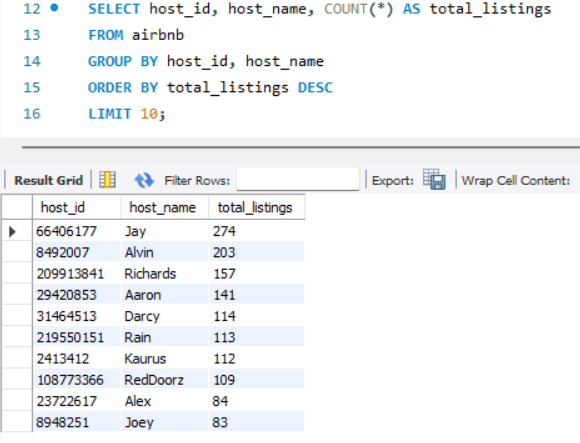 12 SELECT host_id, host_name, COUNT(*) AS total_listings
13 FROM airbnb
14 GROUP BY host_id, host_name
15 ORDER BY total_listings DESC
16 LIMIT 10;
Result Grid Filter Rows: Export: Wrap Cell Content:
host_id host_name total_listings
66406177 Jay 274
8492007 Alvin 203
209913841 Richards 157
29420853 Aaron 141
31464513 Darcy 114
219550151 Rain 113
2413412 Kaurus 112
108773366 RedDoorz 109
23722617 Alex 84
8948251 Joey 83